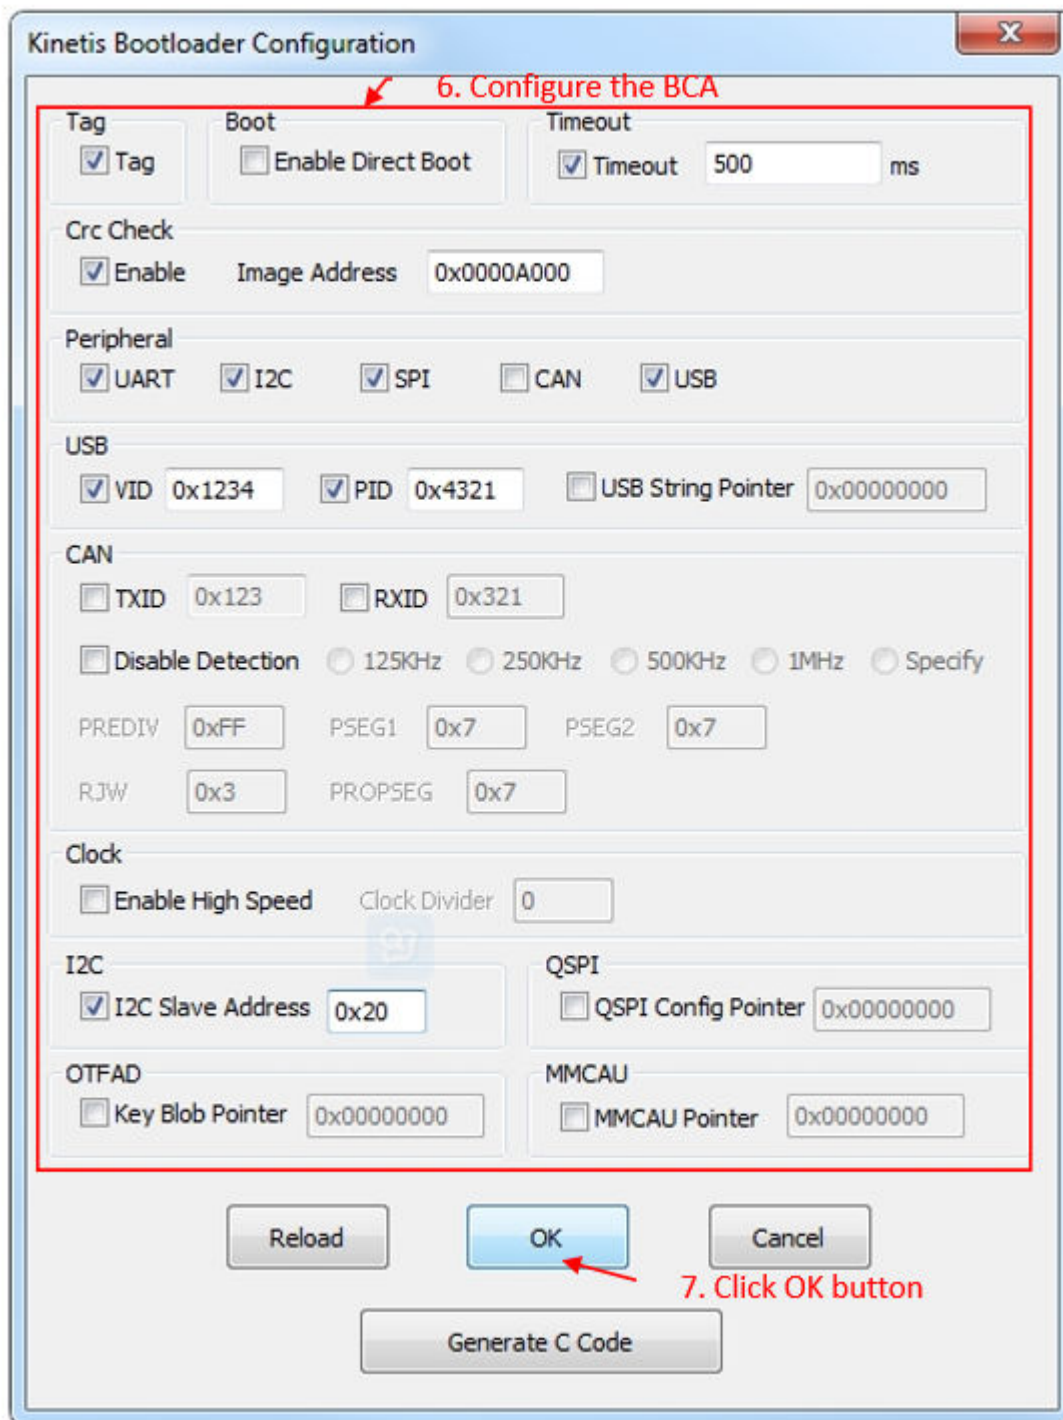 Kinetis Bootloader Configuration
6. Configure the BCA
Tag Boot Timeout
Tag Enable Direct Boot Timeout 500 ms
Crc Check
Enable Image Address 0x0000A000
Peripheral
UART I2C SPI CAN USB
USB
VID 0x1234 PID 0x4321 USB String Pointer 0x00000000
CAN
TXID 0x123 RXID 0x321
Disable Detection 125KHz 250KHz 500KHz 1MHz Specify
PREDIV 0xFF PSEG1 0x7 PSEG2 0x7
RJW 0x3 PROPSEG 0x7
Clock
Enable High Speed Clock Divider 0
I2C QSPI
I2C Slave Address 0x20 QSPI Config Pointer 0x00000000
OTFAD MMCAU
Key Blob Pointer 0x00000000 MMCAU Pointer 0x00000000
Reload OK Cancel
7. Click OK button
Generate C Code